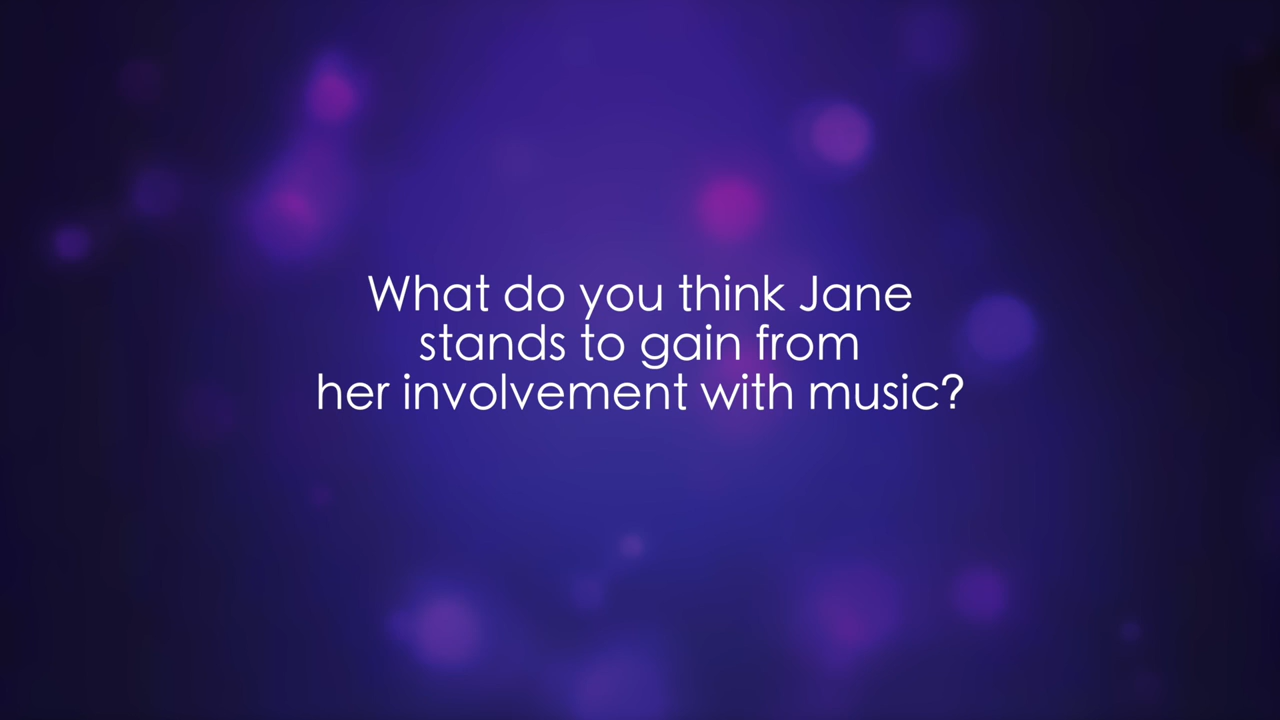 What do you think Jane
stands to gain from
her involvement with music?